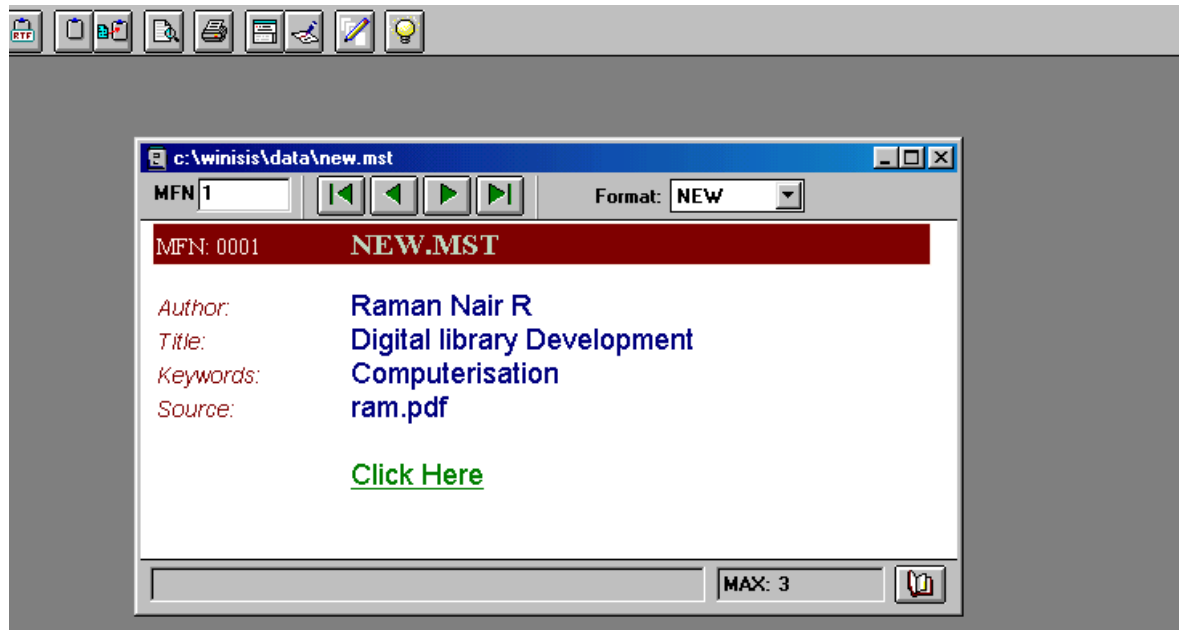 RTF
c:\winisis\data\new.mst
MFN 1 Format: NEW
MFN: 0001 NEW.MST
Author: Raman Nair R
Title: Digital library Development
Keywords: Computerisation
Source: ram.pdf
Click Here
MAX: 3